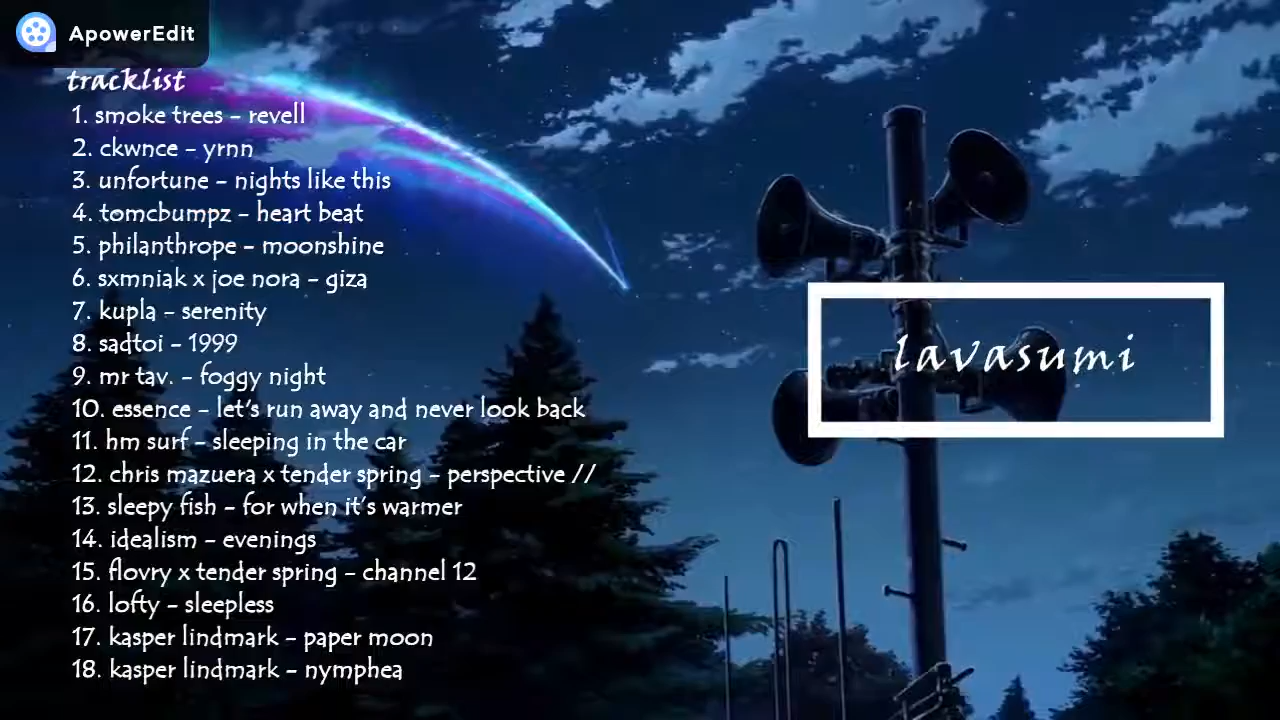 ApowerEdit
tracklist
1. smoke trees - revell
2. ckwnce - yrnn
3. unfortune - nights like this
4. tomcbumpz - heart beat
5. philanthrope - moonshine
6. sxmniak x joe nora - giza
7. kupla - serenity
8. sadtoi - 1999
9. mr tav. - foggy night
10. essence - let's run away and never look back
11. hm surf - sleeping in the car
12. chris mazuera x tender spring - perspective //
13. sleepy fish - for when it's warmer
14. idealism - evenings
15. flovry x tender spring - channel 12
16. lofty - sleepless
17. kasper lindmark - paper moon
18. kasper lindmark - nymphea
lavasumi